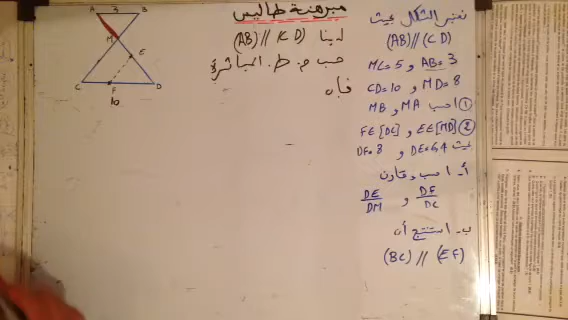 مبرهنة طاليس
لدينا (AB) // (CD)
حسب م. ط. المباشرة
فإن
نعتبر الشكل بحيث
(AB) // (CD)
MC=5 و AB=3
CD=10 و MD=8
① احسب MA و MB
② E∈[MD] و F∈[DC]
بحيث DE=6,4 و DF=8
أ- احسب وقارن
DE/DM و DF/DC
ب- استنتج أن
(BC) // (EF)
A 3 B
M
E
C F D
10